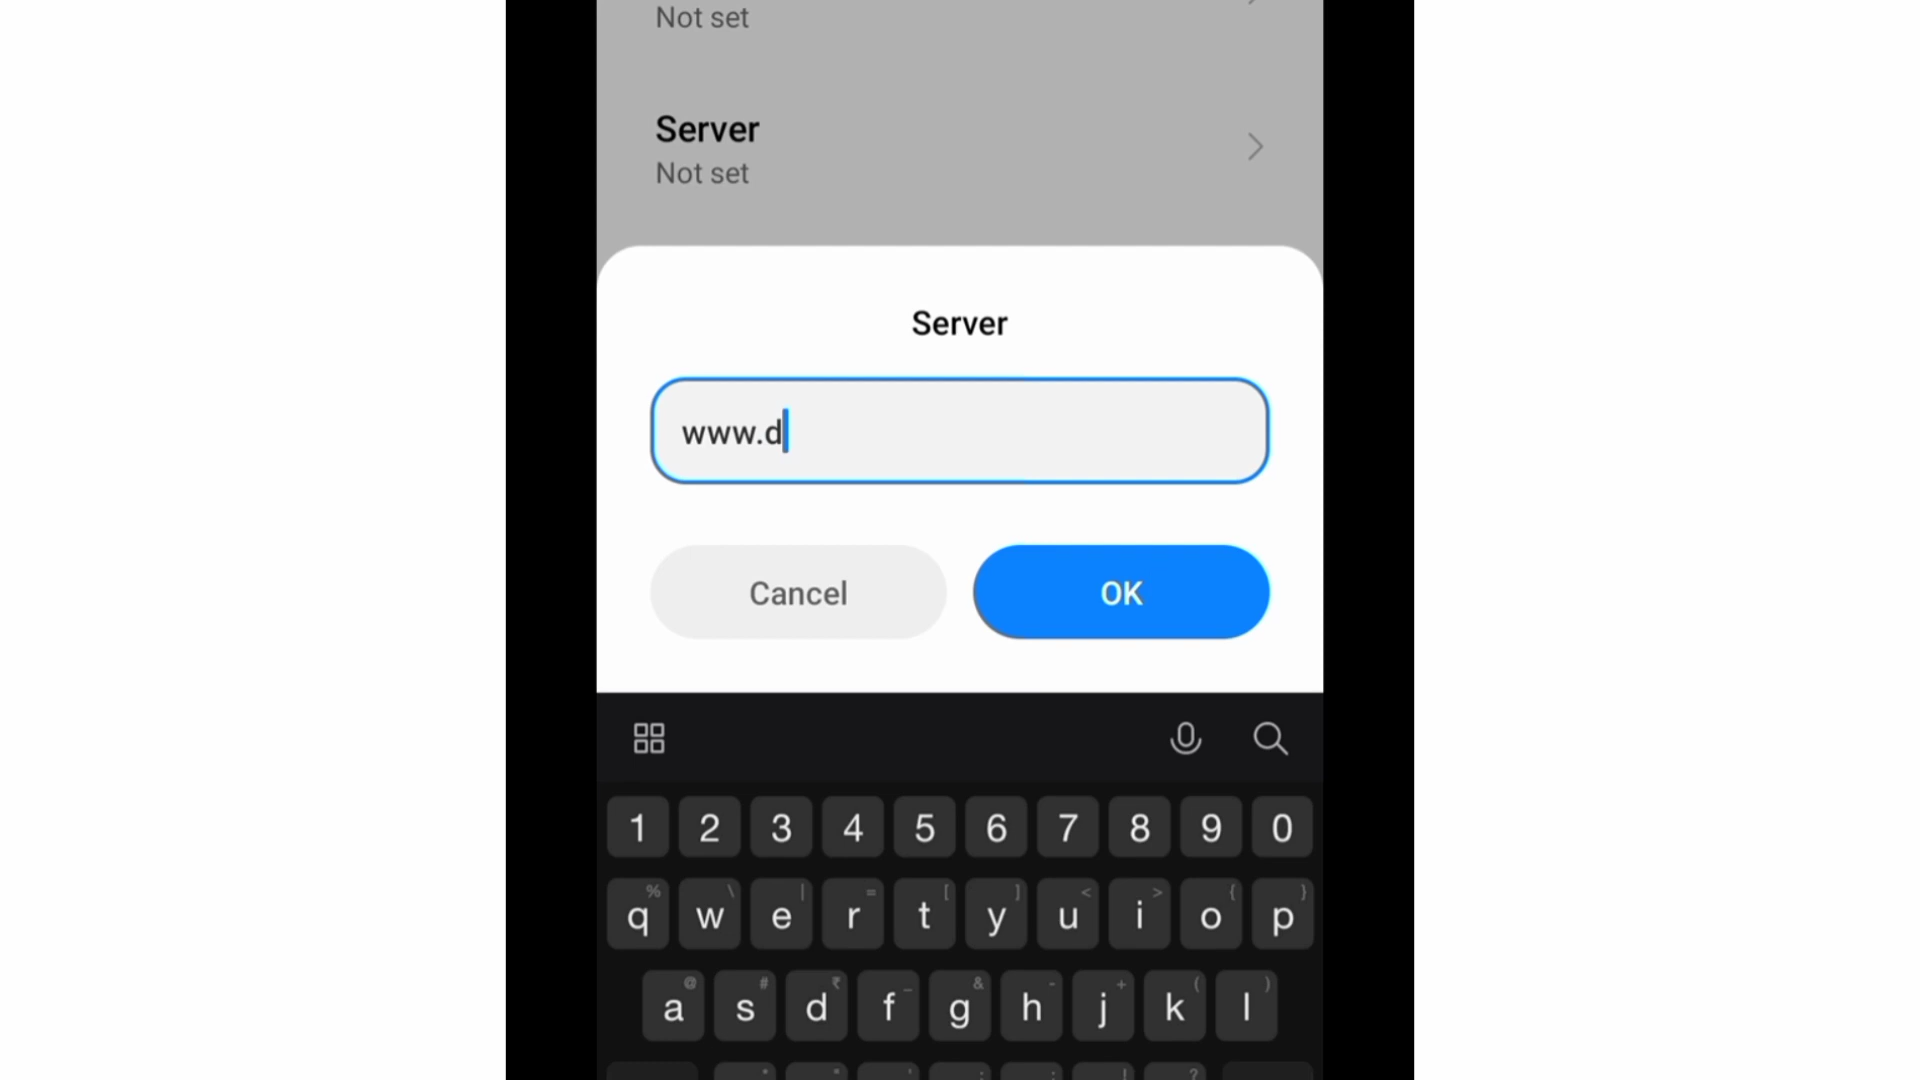 Not set
Server
Not set
Server
www.d
Cancel
OK
1 2 3 4 5 6 7 8 9 0
% \ | = [ ] < > { }
q w e r t y u i o p
@ # ₹ _ & - + ( )
a s d f g h j k l